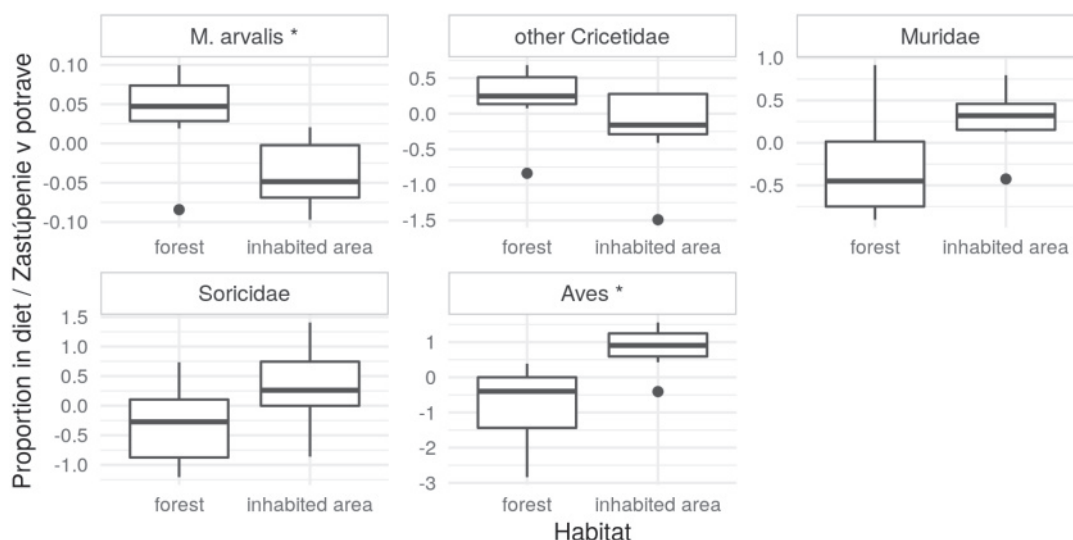 Proportion in diet / Zastúpenie v potrave
M. arvalis *
0.10
0.05
0.00
-0.05
-0.10
forest
inhabited area
other Cricetidae
0.5
0.0
-0.5
-1.0
-1.5
forest
inhabited area
Muridae
1.0
0.5
0.0
-0.5
forest
inhabited area
Soricidae
1.5
1.0
0.5
0.0
-0.5
-1.0
forest
inhabited area
Aves *
1
0
-1
-2
-3
forest
inhabited area
Habitat